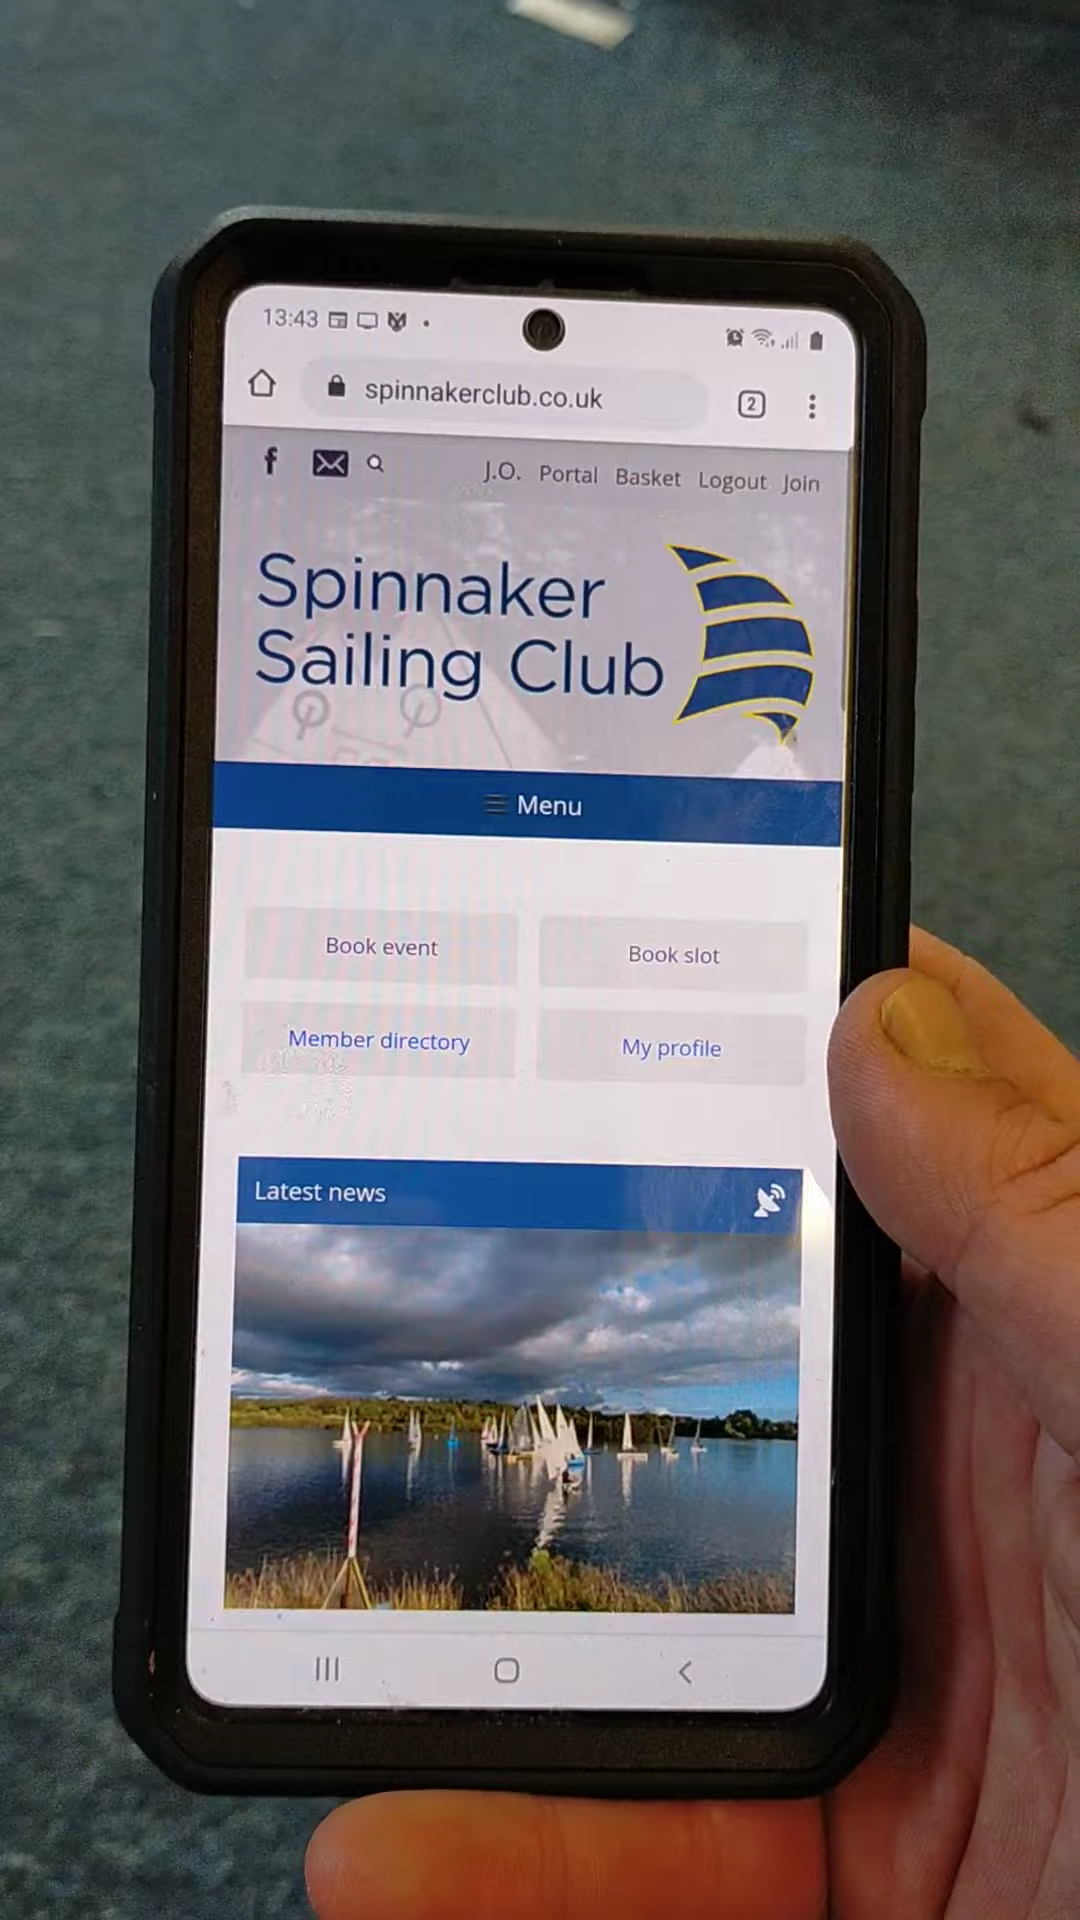 13:43
spinnakerclub.co.uk
2
f
J.O. Portal Basket Logout Join
Spinnaker
Sailing Club
Menu
Book event
Book slot
Member directory
My profile
Latest news